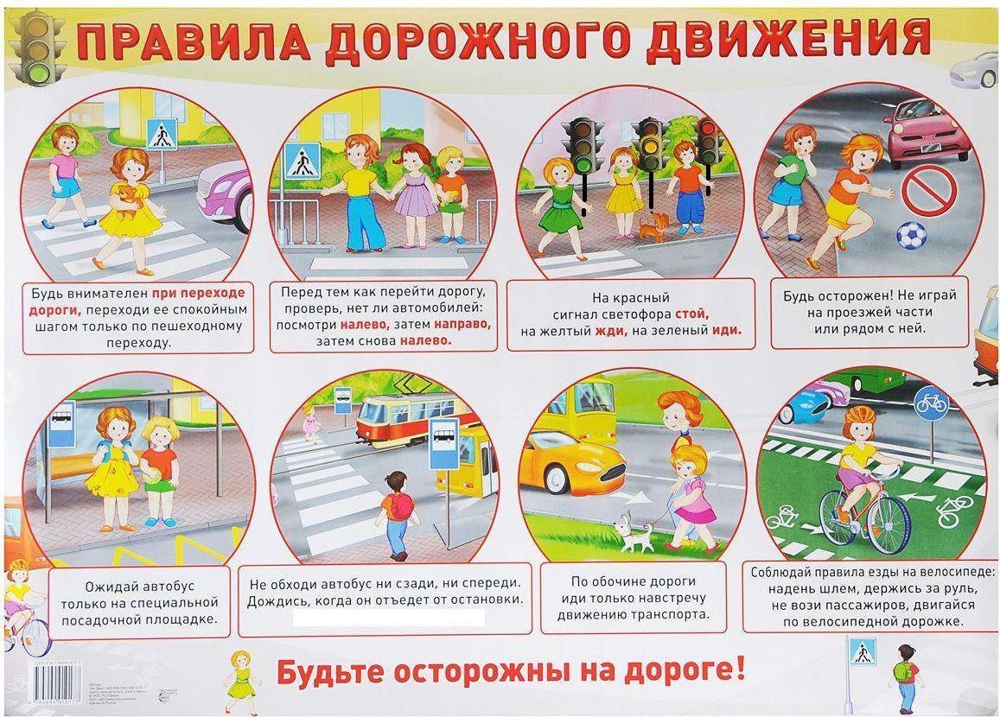 ПРАВИЛА ДОРОЖНОГО ДВИЖЕНИЯ
Будь внимателен при переходе
дороги, переходи ее спокойным
шагом только по пешеходному
переходу.
Перед тем как перейти дорогу,
проверь, нет ли автомобилей:
посмотри налево, затем направо,
затем снова налево.
На красный
сигнал светофора стой,
на желтый жди, на зеленый иди.
Будь осторожен! Не играй
на проезжей части
или рядом с ней.
Ожидай автобус
только на специальной
посадочной площадке.
Не обходи автобус ни сзади, ни спереди.
Дождись, когда он отъедет от остановки.
По обочине дороги
иди только навстречу
движению транспорта.
Соблюдай правила езды на велосипеде:
надень шлем, держись за руль,
не вози пассажиров, двигайся
по велосипедной дорожке.
Будьте осторожны на дороге!